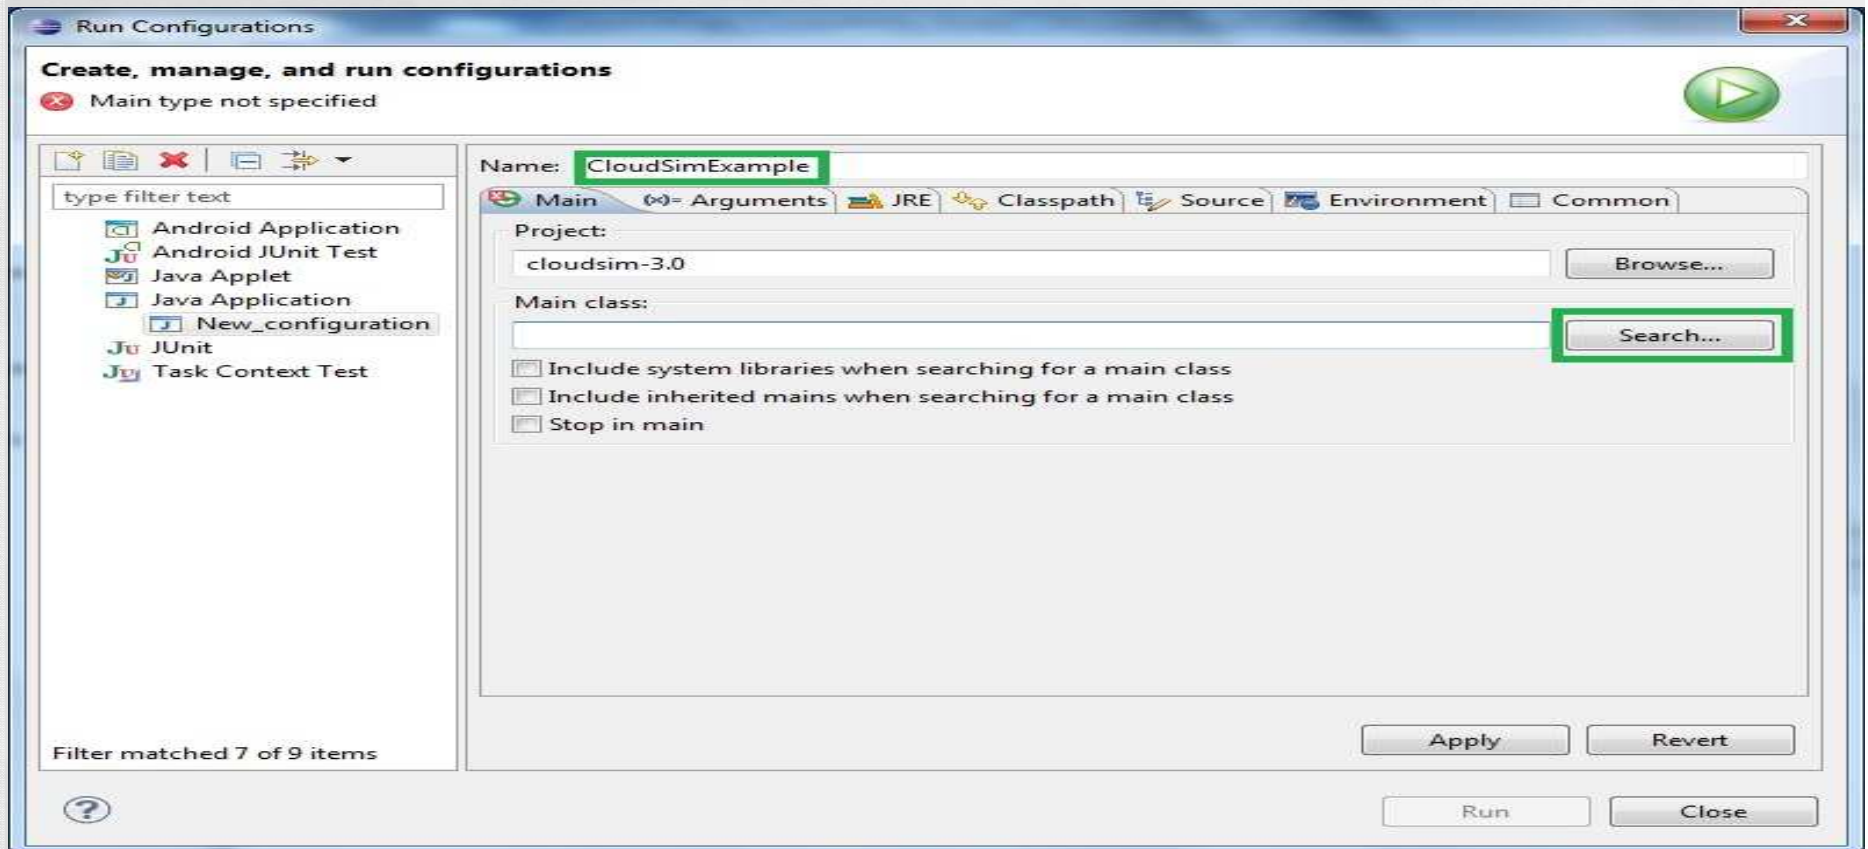 Run Configurations
Create, manage, and run configurations
Main type not specified
type filter text
Android Application
Android JUnit Test
Java Applet
Java Application
New_configuration
JUnit
Task Context Test
Filter matched 7 of 9 items
Name: CloudSimExample
Main (x)= Arguments JRE Classpath Source Environment Common
Project:
cloudsim-3.0 Browse...
Main class:
Search...
Include system libraries when searching for a main class
Include inherited mains when searching for a main class
Stop in main
Apply Revert
Run Close